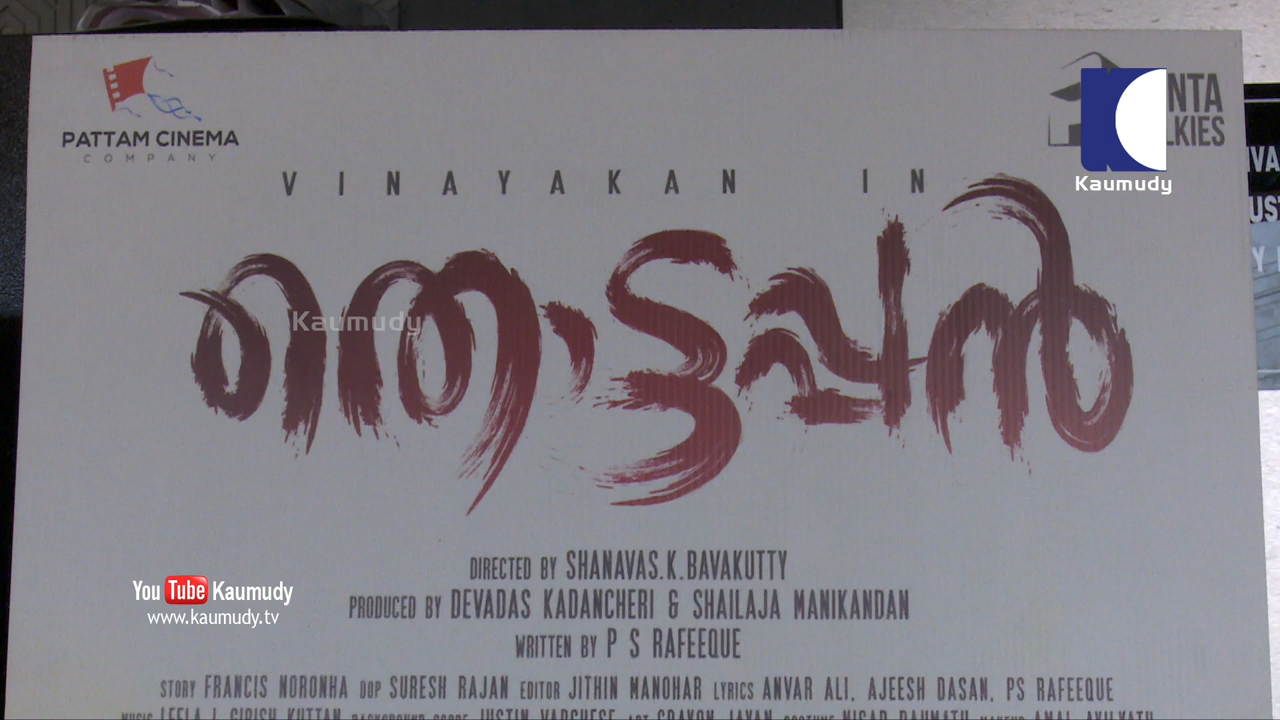 PATTAM CINEMA
COMPANY
NTA
LKIES
Kaumudy
VINAYAKAN IN
തൊട്ടപ്പൻ
Kaumudy
DIRECTED BY SHANAVAS.K.BAVAKUTTY
PRODUCED BY DEVADAS KADANCHERI & SHAILAJA MANIKANDAN
WRITTEN BY P S RAFEEQUE
You Tube Kaumudy
www.kaumudy.tv
STORY FRANCIS NORONHA DOP SURESH RAJAN EDITOR JITHIN MANOHAR LYRICS ANVAR ALI, AJEESH DASAN, PS RAFEEQUE